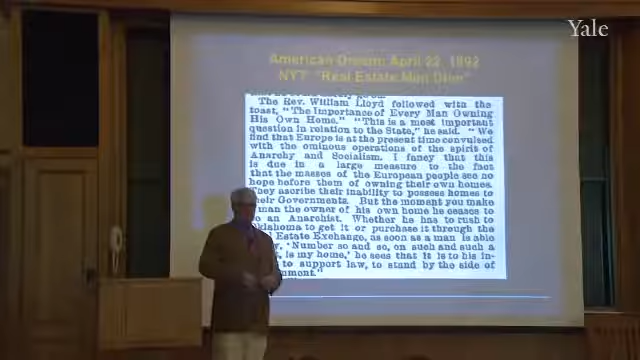 Yale
American Dream: April 22, 1892
NYT "Real Estate Men Dine"
The Rev. William Lloyd followed with the
toast, "The Importance of Every Man Owning
His Own Home." "This is a most important
question in relation to the State," he said. "We
find that Europe is at the present time convulsed
with the ominous operations of the spirit of
Anarchy and Socialism. I fancy that this
is due in a large measure to the fact
that the masses of the European people see no
hope before them of owning their own homes.
They ascribe their inability to possess homes to
their Governments. But the moment you make
man the owner of his own home he ceases to
an Anarchist. Whether he has to rush to
Oklahoma to get it or purchase it through the
Estate Exchange, as soon as a man is able
'Number so and so, on such and such a
is my home,' he sees that it is to his in-
to support law, to stand by the side of